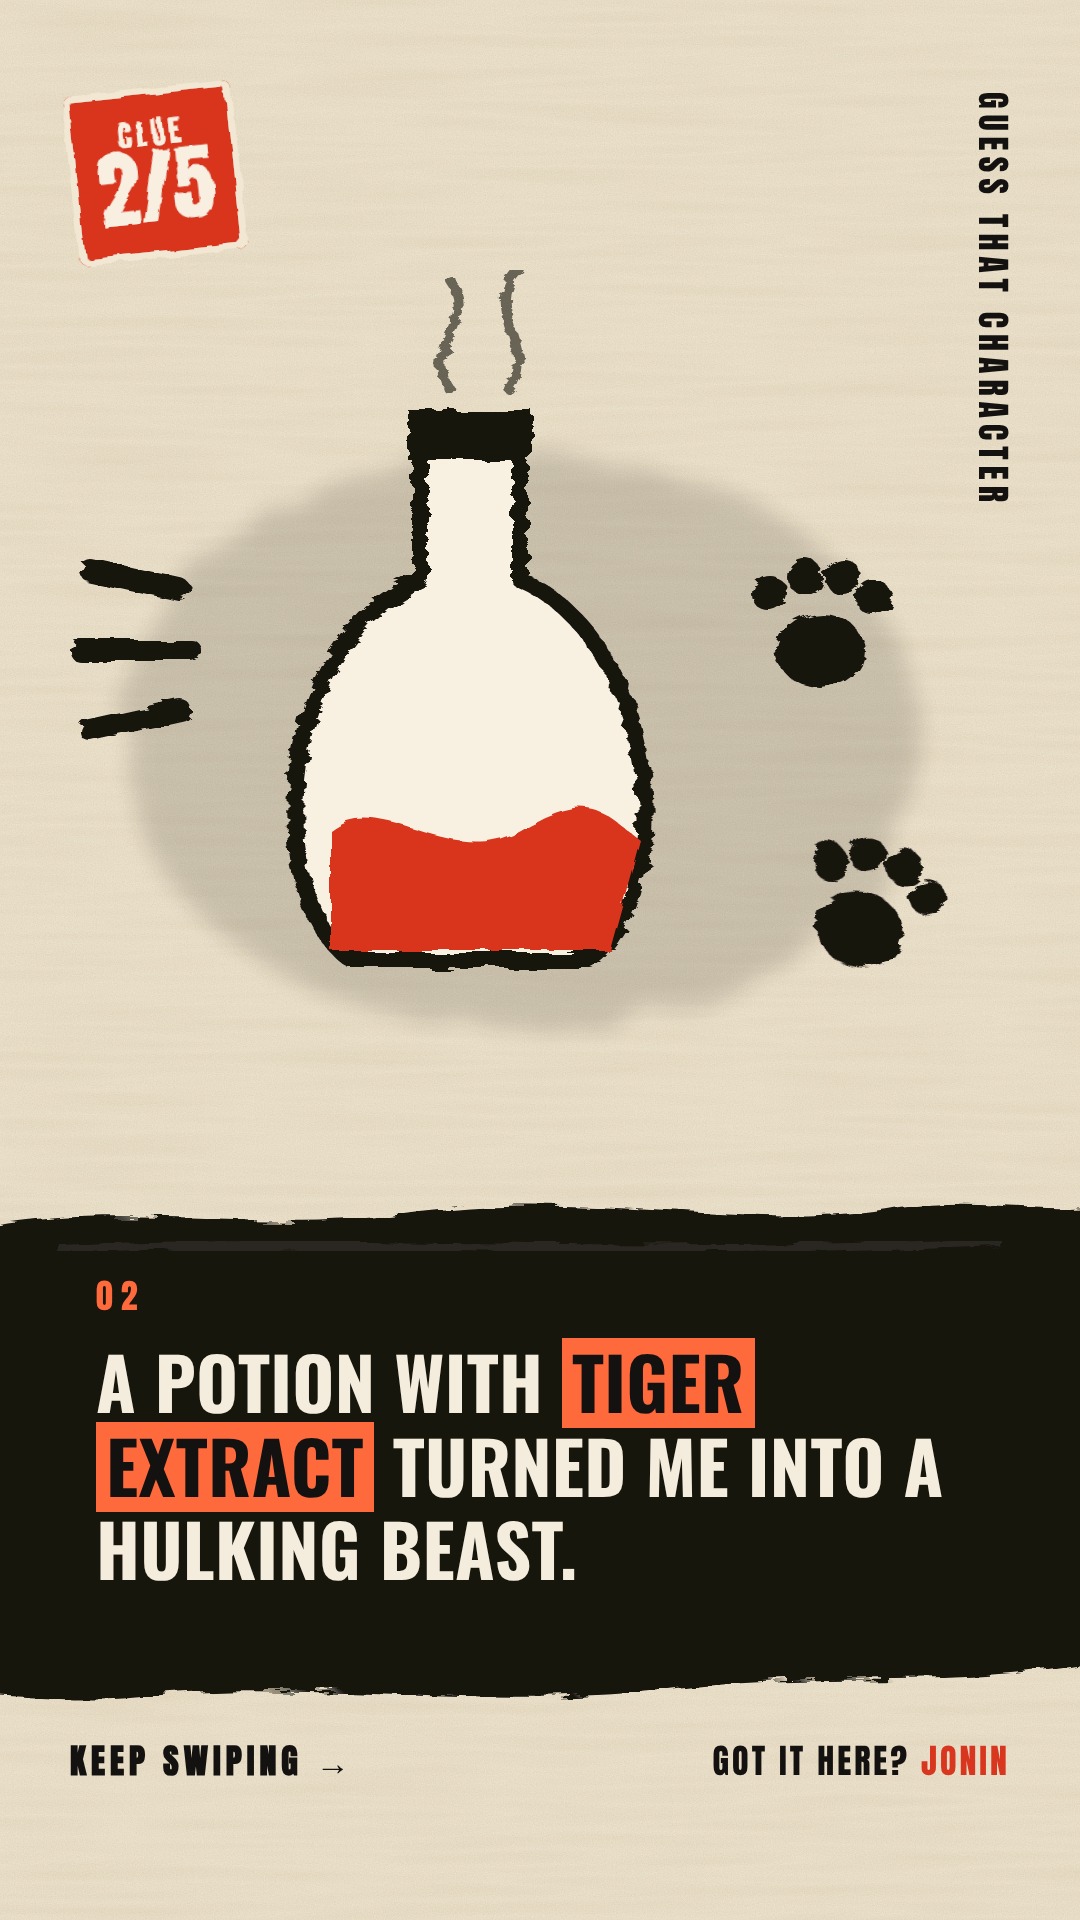 CLUE
2/5
GUESS THAT CHARACTER
02
A POTION WITH TIGER
EXTRACT TURNED ME INTO A
HULKING BEAST.
KEEP SWIPING →
GOT IT HERE? JONIN